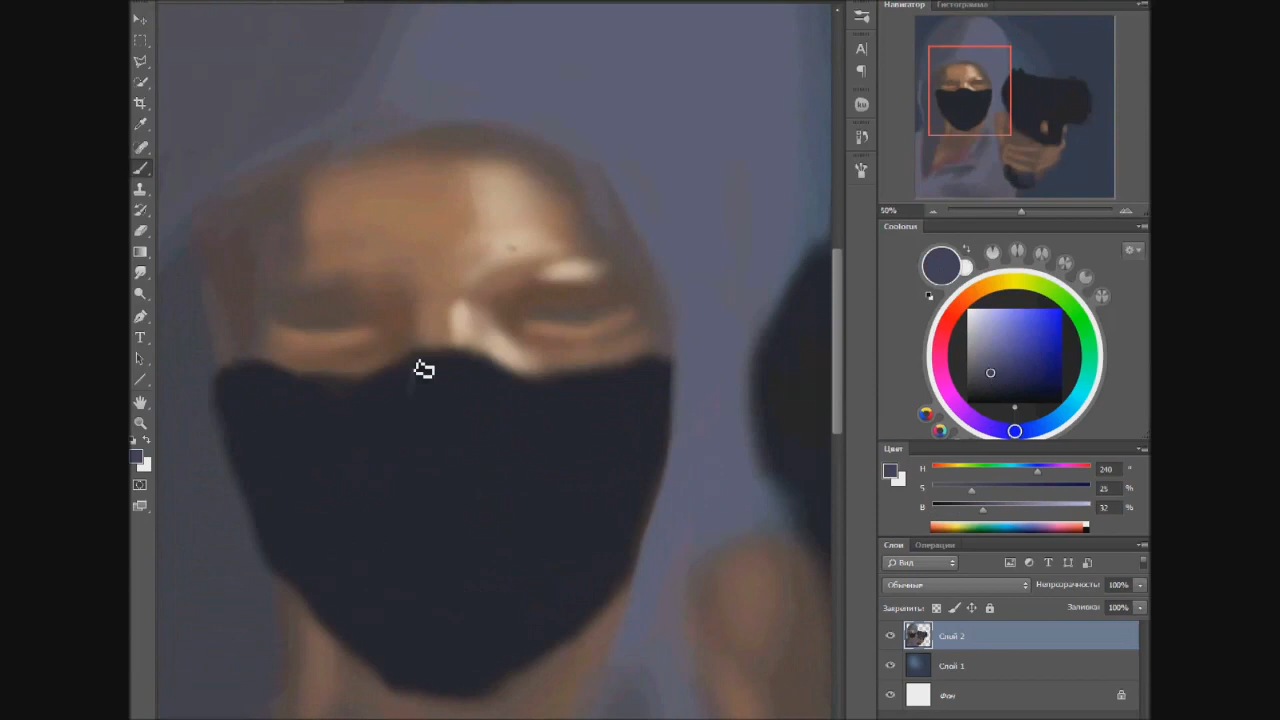 Навигатор Гистограмма
50%
Coolorus
Цвет
H 240 °
S 25 %
B 32 %
Слои Операции
Вид
Обычные Непрозрачность: 100%
Закрепить: Заливка: 100%
Слой 2
Слой 1
Фон